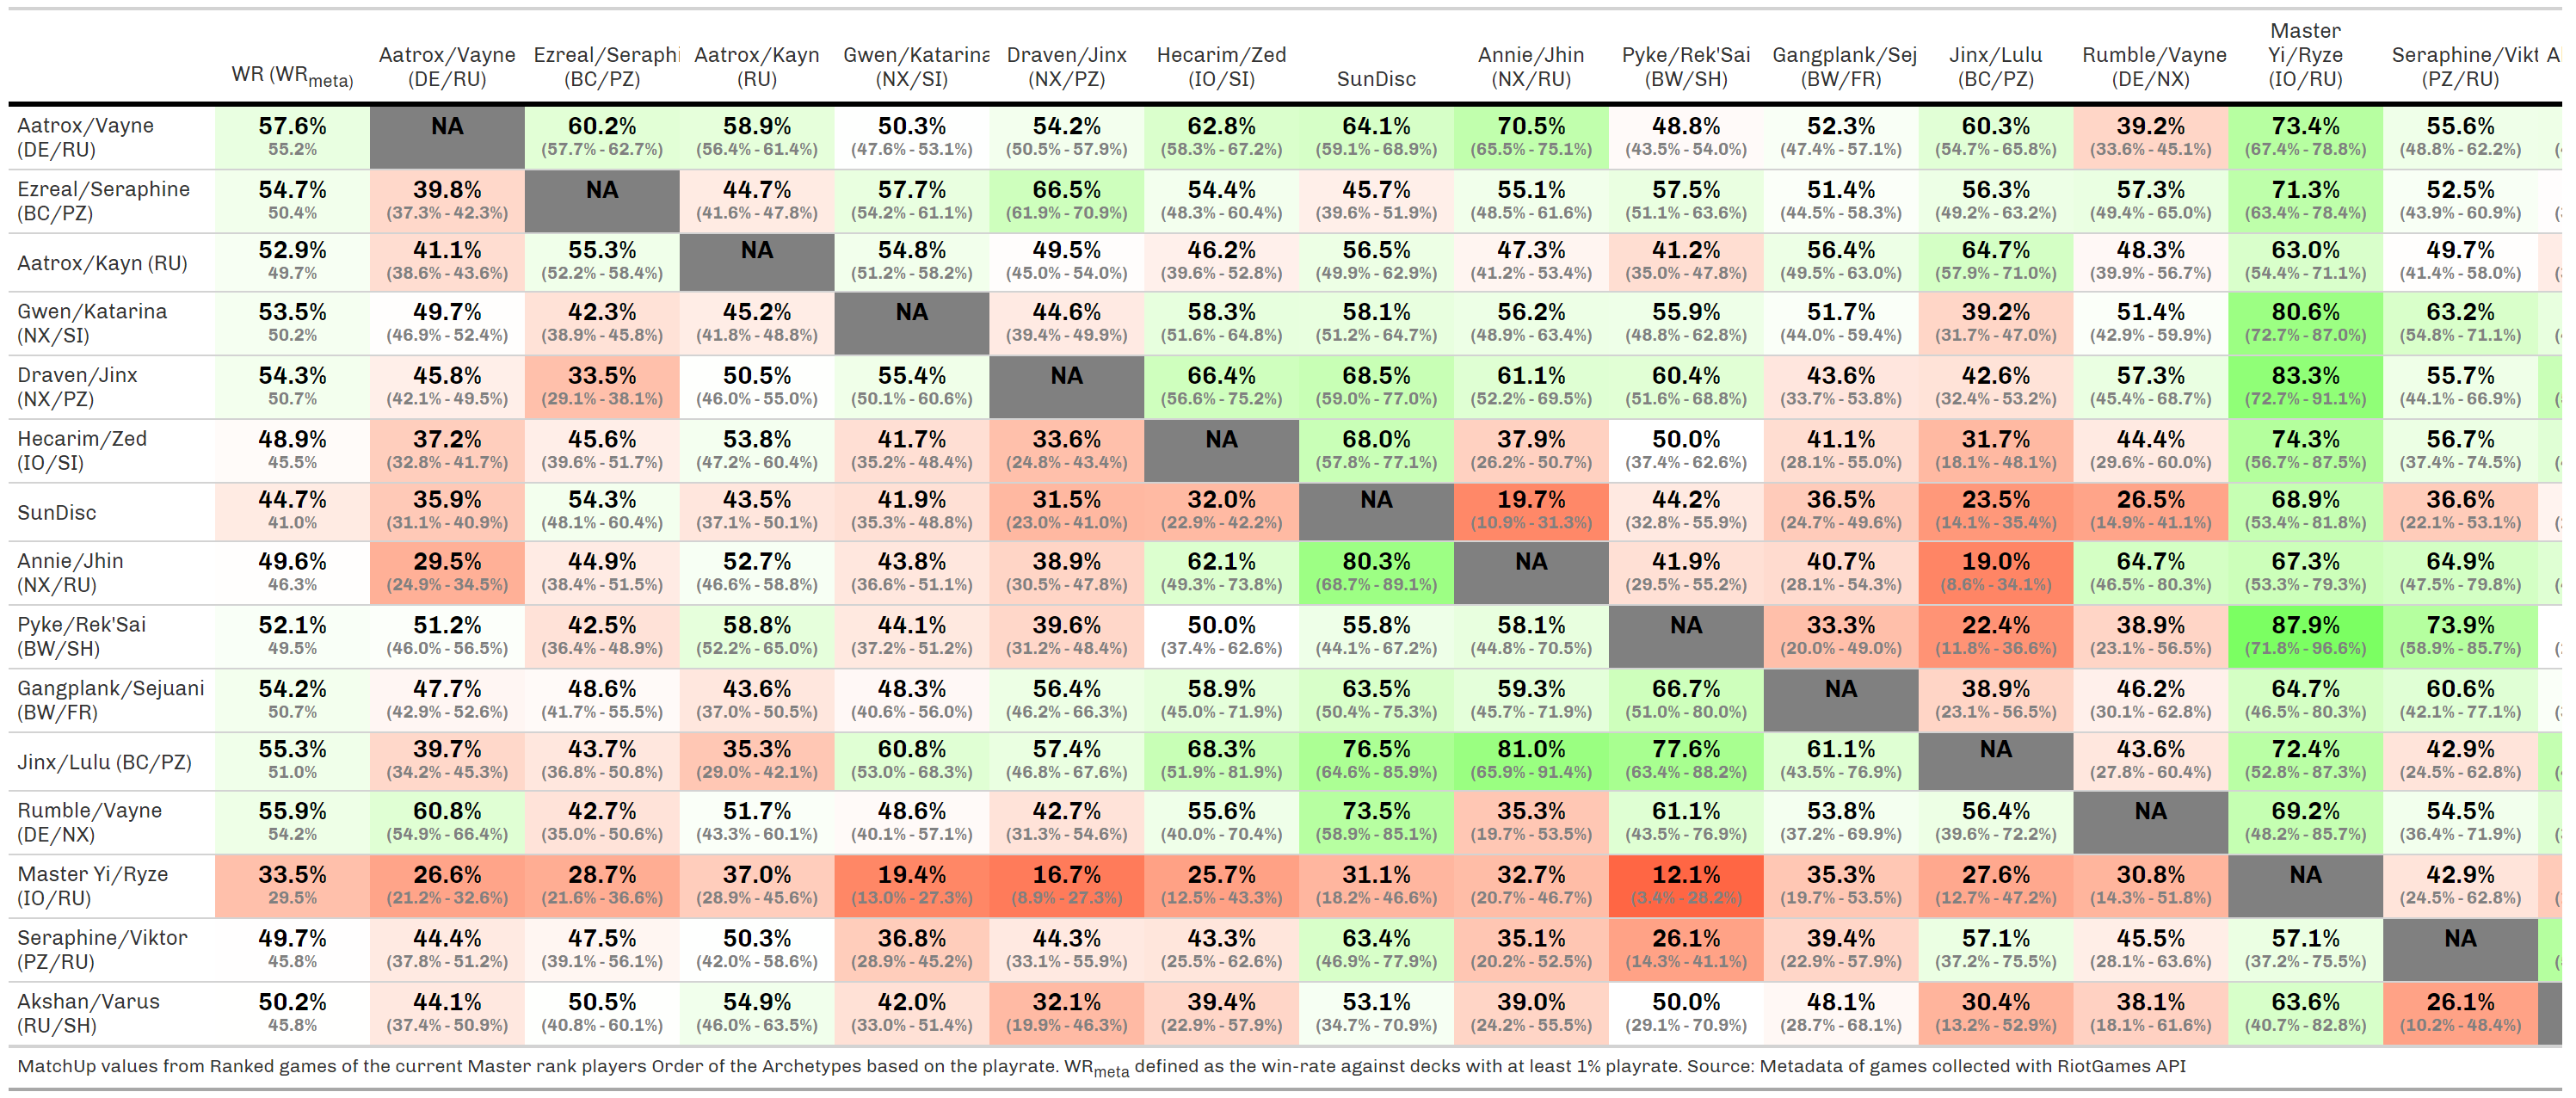 WR (WRmeta) Aatrox/Vayne (DE/RU) Ezreal/Seraphi (BC/PZ) Aatrox/Kayn (RU) Gwen/Katarina (NX/SI) Draven/Jinx (NX/PZ) Hecarim/Zed (IO/SI) SunDisc Annie/Jhin (NX/RU) Pyke/Rek'Sai (BW/SH) Gangplank/Sej (BW/FR) Jinx/Lulu (BC/PZ) Rumble/Vayne (DE/NX) Master Yi/Ryze (IO/RU) Seraphine/Vikt (PZ/RU) A
Aatrox/Vayne 57.6% NA 60.2% 58.9% 50.3% 54.2% 62.8% 64.1% 70.5% 48.8% 52.3% 60.3% 39.2% 73.4% 55.6%
(DE/RU) 55.2% (57.7% - 62.7%) (56.4% - 61.4%) (47.6% - 53.1%) (50.5% - 57.9%) (58.3% - 67.2%) (59.1% - 68.9%) (65.5% - 75.1%) (43.5% - 54.0%) (47.4% - 57.1%) (54.7% - 65.8%) (33.6% - 45.1%) (67.4% - 78.8%) (48.8% - 62.2%)
Ezreal/Seraphine 54.7% 39.8% NA 44.7% 57.7% 66.5% 54.4% 45.7% 55.1% 57.5% 51.4% 56.3% 57.3% 71.3% 52.5%
(BC/PZ) 50.4% (37.3% - 42.3%) (41.6% - 47.8%) (54.2% - 61.1%) (61.9% - 70.9%) (48.3% - 60.4%) (39.6% - 51.9%) (48.5% - 61.6%) (51.1% - 63.6%) (44.5% - 58.3%) (49.2% - 63.2%) (49.4% - 65.0%) (63.4% - 78.4%) (43.9% - 60.9%)
Aatrox/Kayn (RU) 52.9% 41.1% 55.3% NA 54.8% 49.5% 46.2% 56.5% 47.3% 41.2% 56.4% 64.7% 48.3% 63.0% 49.7%
49.7% (38.6% - 43.6%) (52.2% - 58.4%) (51.2% - 58.2%) (45.0% - 54.0%) (39.6% - 52.8%) (49.9% - 62.9%) (41.2% - 53.4%) (35.0% - 47.8%) (49.5% - 63.0%) (57.9% - 71.0%) (39.9% - 56.7%) (54.4% - 71.1%) (41.4% - 58.0%)
Gwen/Katarina 53.5% 49.7% 42.3% 45.2% NA 44.6% 58.3% 58.1% 56.2% 55.9% 51.7% 39.2% 51.4% 80.6% 63.2%
(NX/SI) 50.2% (46.9% - 52.4%) (38.9% - 45.8%) (41.8% - 48.8%) (39.4% - 49.9%) (51.6% - 64.8%) (51.2% - 64.7%) (48.9% - 63.4%) (48.8% - 62.8%) (44.0% - 59.4%) (31.7% - 47.0%) (42.9% - 59.9%) (72.7% - 87.0%) (54.8% - 71.1%)
Draven/Jinx 54.3% 45.8% 33.5% 50.5% 55.4% NA 66.4% 68.5% 61.1% 60.4% 43.6% 42.6% 57.3% 83.3% 55.7%
(NX/PZ) 50.7% (42.1% - 49.5%) (29.1% - 38.1%) (46.0% - 55.0%) (50.1% - 60.6%) (56.6% - 75.2%) (59.0% - 77.0%) (52.2% - 69.5%) (51.6% - 68.8%) (33.7% - 53.8%) (32.4% - 53.2%) (45.4% - 68.7%) (72.7% - 91.1%) (44.1% - 66.9%)
Hecarim/Zed 48.9% 37.2% 45.6% 53.8% 41.7% 33.6% NA 68.0% 37.9% 50.0% 41.1% 31.7% 44.4% 74.3% 56.7%
(IO/SI) 45.5% (32.8% - 41.7%) (39.6% - 51.7%) (47.2% - 60.4%) (35.2% - 48.4%) (24.8% - 43.4%) (57.8% - 77.1%) (26.2% - 50.7%) (37.4% - 62.6%) (28.1% - 55.0%) (18.1% - 48.1%) (29.6% - 60.0%) (56.7% - 87.5%) (37.4% - 74.5%)
SunDisc 44.7% 35.9% 54.3% 43.5% 41.9% 31.5% 32.0% NA 19.7% 44.2% 36.5% 23.5% 26.5% 68.9% 36.6%
41.0% (31.1% - 40.9%) (48.1% - 60.4%) (37.1% - 50.1%) (35.3% - 48.8%) (23.0% - 41.0%) (22.9% - 42.2%) (10.9% - 31.3%) (32.8% - 55.9%) (24.7% - 49.6%) (14.1% - 35.4%) (14.9% - 41.1%) (53.4% - 81.8%) (22.1% - 53.1%)
Annie/Jhin 49.6% 29.5% 44.9% 52.7% 43.8% 38.9% 62.1% 80.3% NA 41.9% 40.7% 19.0% 64.7% 67.3% 64.9%
(NX/RU) 46.3% (24.9% - 34.5%) (38.4% - 51.5%) (46.6% - 58.8%) (36.6% - 51.1%) (30.5% - 47.8%) (49.3% - 73.8%) (68.7% - 89.1%) (29.5% - 55.2%) (28.1% - 54.3%) (8.6% - 34.1%) (46.5% - 80.3%) (53.3% - 79.3%) (47.5% - 79.8%)
Pyke/Rek'Sai 52.1% 51.2% 42.5% 58.8% 44.1% 39.6% 50.0% 55.8% 58.1% NA 33.3% 22.4% 38.9% 87.9% 73.9%
(BW/SH) 49.5% (46.0% - 56.5%) (36.4% - 48.9%) (52.2% - 65.0%) (37.2% - 51.2%) (31.2% - 48.4%) (37.4% - 62.6%) (44.1% - 67.2%) (44.8% - 70.5%) (20.0% - 49.0%) (11.8% - 36.6%) (23.1% - 56.5%) (71.8% - 96.6%) (58.9% - 85.7%)
Gangplank/Sejuani 54.2% 47.7% 48.6% 43.6% 48.3% 56.4% 58.9% 63.5% 59.3% 66.7% NA 38.9% 46.2% 64.7% 60.6%
(BW/FR) 50.7% (42.9% - 52.6%) (41.7% - 55.5%) (37.0% - 50.5%) (40.6% - 56.0%) (46.2% - 66.3%) (45.0% - 71.9%) (50.4% - 75.3%) (45.7% - 71.9%) (51.0% - 80.0%) (23.1% - 56.5%) (30.1% - 62.8%) (46.5% - 80.3%) (42.1% - 77.1%)
Jinx/Lulu (BC/PZ) 55.3% 39.7% 43.7% 35.3% 60.8% 57.4% 68.3% 76.5% 81.0% 77.6% 61.1% NA 43.6% 72.4% 42.9%
51.0% (34.2% - 45.3%) (36.8% - 50.8%) (29.0% - 42.1%) (53.0% - 68.3%) (46.8% - 67.6%) (51.9% - 81.9%) (64.6% - 85.9%) (65.9% - 91.4%) (63.4% - 88.2%) (43.5% - 76.9%) (27.8% - 60.4%) (52.8% - 87.3%) (24.5% - 62.8%)
Rumble/Vayne 55.9% 60.8% 42.7% 51.7% 48.6% 42.7% 55.6% 73.5% 35.3% 61.1% 53.8% 56.4% NA 69.2% 54.5%
(DE/NX) 54.2% (54.9% - 66.4%) (35.0% - 50.6%) (43.3% - 60.1%) (40.1% - 57.1%) (31.3% - 54.6%) (40.0% - 70.4%) (58.9% - 85.1%) (19.7% - 53.5%) (43.5% - 76.9%) (37.2% - 69.9%) (39.6% - 72.2%) (48.2% - 85.7%) (36.4% - 71.9%)
Master Yi/Ryze 33.5% 26.6% 28.7% 37.0% 19.4% 16.7% 25.7% 31.1% 32.7% 12.1% 35.3% 27.6% 30.8% NA 42.9%
(IO/RU) 29.5% (21.2% - 32.6%) (21.6% - 36.6%) (28.9% - 45.6%) (13.0% - 27.3%) (8.9% - 27.3%) (12.5% - 43.3%) (18.2% - 46.6%) (20.7% - 46.7%) (3.4% - 28.2%) (19.7% - 53.5%) (12.7% - 47.2%) (14.3% - 51.8%) (24.5% - 62.8%)
Seraphine/Viktor 49.7% 44.4% 47.5% 50.3% 36.8% 44.3% 43.3% 63.4% 35.1% 26.1% 39.4% 57.1% 45.5% 57.1% NA
(PZ/RU) 45.8% (37.8% - 51.2%) (39.1% - 56.1%) (42.0% - 58.6%) (28.9% - 45.2%) (33.1% - 55.9%) (25.5% - 62.6%) (46.9% - 77.9%) (20.2% - 52.5%) (14.3% - 41.1%) (22.9% - 57.9%) (37.2% - 75.5%) (28.1% - 63.6%) (37.2% - 75.5%)
Akshan/Varus 50.2% 44.1% 50.5% 54.9% 42.0% 32.1% 39.4% 53.1% 39.0% 50.0% 48.1% 30.4% 38.1% 63.6% 26.1%
(RU/SH) 45.8% (37.4% - 50.9%) (40.8% - 60.1%) (46.0% - 63.5%) (33.0% - 51.4%) (19.9% - 46.3%) (22.9% - 57.9%) (34.7% - 70.9%) (24.2% - 55.5%) (29.1% - 70.9%) (28.7% - 68.1%) (13.2% - 52.9%) (18.1% - 61.6%) (40.7% - 82.8%) (10.2% - 48.4%)
MatchUp values from Ranked games of the current Master rank players Order of the Archetypes based on the playrate. WRmeta defined as the win-rate against decks with at least 1% playrate. Source: Metadata of games collected with RiotGames API